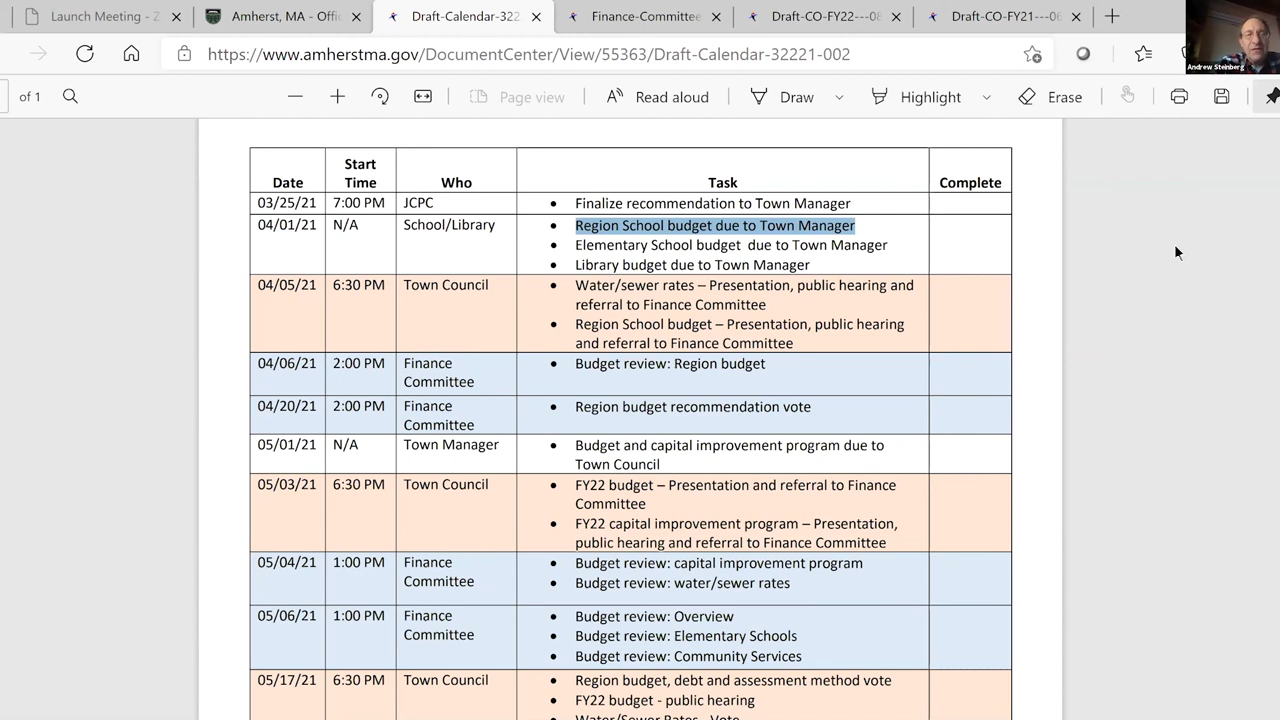 Launch Meeting - Z
Amherst, MA - Offi
Draft-Calendar-322
Finance-Committee
Draft-CO-FY22---08
Draft-CO-FY21---06
https://www.amherstma.gov/DocumentCenter/View/55363/Draft-Calendar-32221-002
Andrew Steinberg
of 1
Page view
Read aloud
Draw
Highlight
Erase
Date
Start
Time
Who
Task
Complete
03/25/21 7:00 PM JCPC • Finalize recommendation to Town Manager
04/01/21 N/A School/Library • Region School budget due to Town Manager
• Elementary School budget due to Town Manager
• Library budget due to Town Manager
04/05/21 6:30 PM Town Council • Water/sewer rates – Presentation, public hearing and
referral to Finance Committee
• Region School budget – Presentation, public hearing
and referral to Finance Committee
04/06/21 2:00 PM Finance • Budget review: Region budget
Committee
04/20/21 2:00 PM Finance • Region budget recommendation vote
Committee
05/01/21 N/A Town Manager • Budget and capital improvement program due to
Town Council
05/03/21 6:30 PM Town Council • FY22 budget – Presentation and referral to Finance
Committee
• FY22 capital improvement program – Presentation,
public hearing and referral to Finance Committee
05/04/21 1:00 PM Finance • Budget review: capital improvement program
Committee • Budget review: water/sewer rates
05/06/21 1:00 PM Finance • Budget review: Overview
Committee • Budget review: Elementary Schools
• Budget review: Community Services
05/17/21 6:30 PM Town Council • Region budget, debt and assessment method vote
• FY22 budget - public hearing
Water/Sewer Rates - Vote